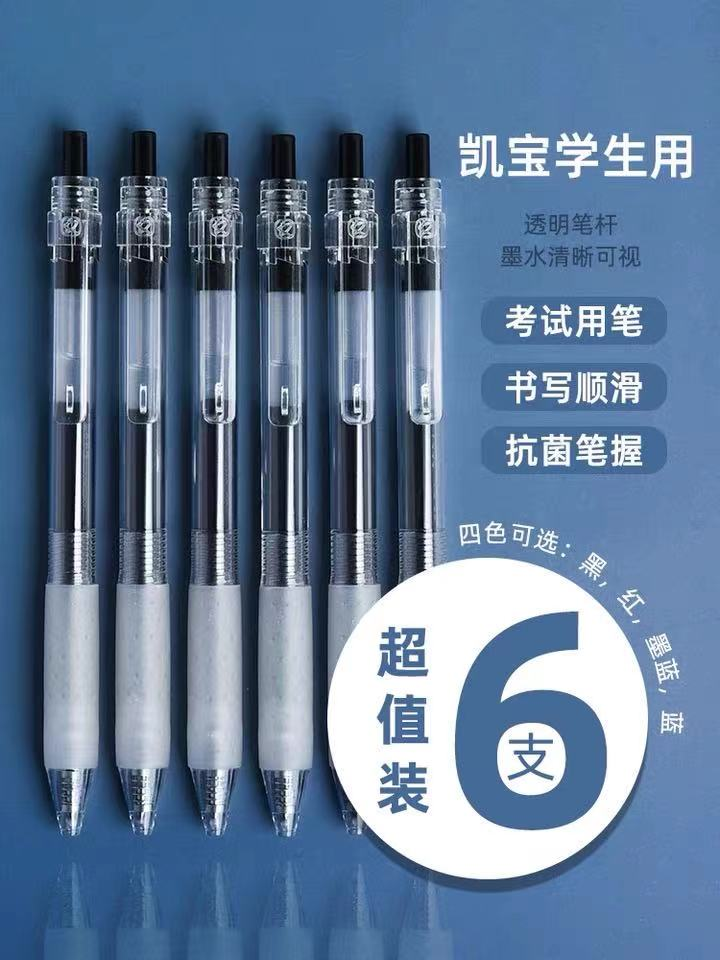 凯宝学生用
透明笔杆
墨水清晰可视
考试用笔
书写顺滑
抗菌笔握
四色可选：黑，红，墨蓝，蓝
超值装
6支